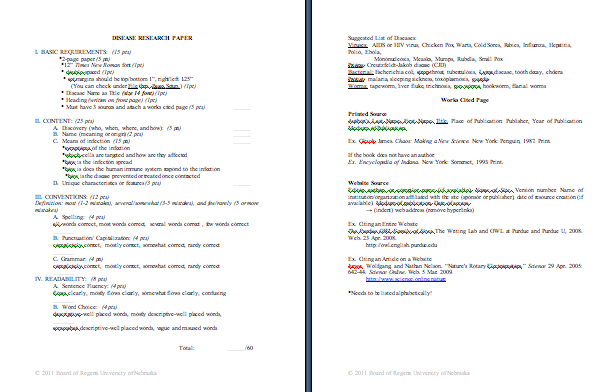 DISEASE RESEARCH PAPER
I. BASIC REQUIREMENTS: (15 pts)
*2-page paper (5 pts)
*12" Times New Roman font (1pt)
*double-spaced (1pt)
*margins should be top/bottom 1", right/left 1.25"
(You can check under File then, Page Setup.) (1pt)
* Disease Name as Title (size 14 font) (1pt)
* Heading (written on front page) (1pt)
* Must have 3 sources and attach a works cited page (5 pts)
II. CONTENT: (25 pts)
A. Discovery (who, when, where, and how): (5 pts)
B. Name (meaning or origin) (2 pts)
C. Means of infection (15 pts)
*symptoms of the infection
*which cells are targeted and how are they affected
*how is the infection spread
*how is does the human immune system respond to the infection
*how is the disease prevented or treated once contracted
D. Unique characteristics or features (3 pts)
III. CONVENTIONS: (12 pts)
Definition: most (1-2 mistakes), several/somewhat (3-5 mistakes), and few/rarely (5 or more
mistakes)
A. Spelling: (4 pts)
all words correct, most words correct, several words correct, few words correct
B. Punctuation/ Capitalization: (4 pts)
completely correct, mostly correct, somewhat correct, rarely correct
C. Grammar: (4 pts)
completely correct, mostly correct, somewhat correct, rarely correct
IV. READABILITY: (8 pts)
A. Sentence Fluency: (4 pts)
flows clearly, mostly flows clearly, somewhat flows clearly, confusing
B. Word Choice: (4 pts)
descriptive-well placed words, mostly descriptive-well placed words,
somewhat descriptive-well placed words, vague and misused words
Total: ______/60
© 2011 Board of Regents University of Nebraska
Suggested List of Diseases:
Viruses: AIDS or HIV virus, Chicken Pox, Warts, Cold Sores, Rabies, Influenza, Hepatitis,
Polio, Ebola,
Mononucleosis, Measles, Mumps, Rubella, Small Pox
Prions: Creutzfeldt-Jakob disease (CJD)
Bacterial: Escherichia coli, strep throat, tuberculosis, Lyme disease, tooth decay, cholera
Protists: malaria, sleeping sickness, toxoplasmosis, giardia
Worms: tapeworm, liver fluke, trichinosis, hookworm, filarial worms
Works Cited Page
Printed Source
Author's Last Name, First Name. Title. Place of Publication: Publisher, Year of Publication.
Medium of Publication.
Ex. Gleick, James. Chaos: Making a New Science. New York: Penguin, 1987. Print.
If the book does not have an author
Ex. Encyclopedia of Indiana. New York: Somerset, 1993. Print.
Website Source
Editor, author, or compiler name (if available). Name of Site. Version number. Name of
institution/organization affiliated with the site (sponsor or publisher), date of resource creation (if
available). Medium of publication. Date of access.
→ (indent) web address (remove hyperlinks)
Ex. Citing an Entire Website
The Purdue OWL Family of Sites. The Writing Lab and OWL at Purdue and Purdue U, 2008.
Web. 23 Apr. 2008.
http://owl.english.purdue.edu
Ex. Citing an Article on a Website
Wolfgang, and Nathan Nelson. "Nature's Rotary Electromotors." Science 29 Apr. 2005:
642-44. Science Online. Web. 5 Mar. 2009.
http://www.science.online.nature
*Needs to be listed alphabetically!
© 2011 Board of Regents University of Nebraska